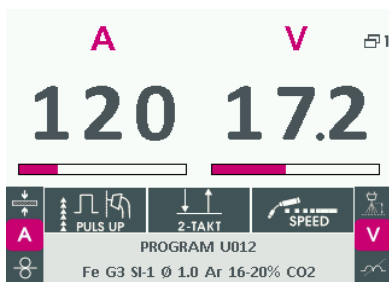 A V
1
120 17.2
PULS UP 2-TAKT SPEED
A V
PROGRAM U012
Fe G3 SI-1 Ø 1.0 Ar 16-20% CO2